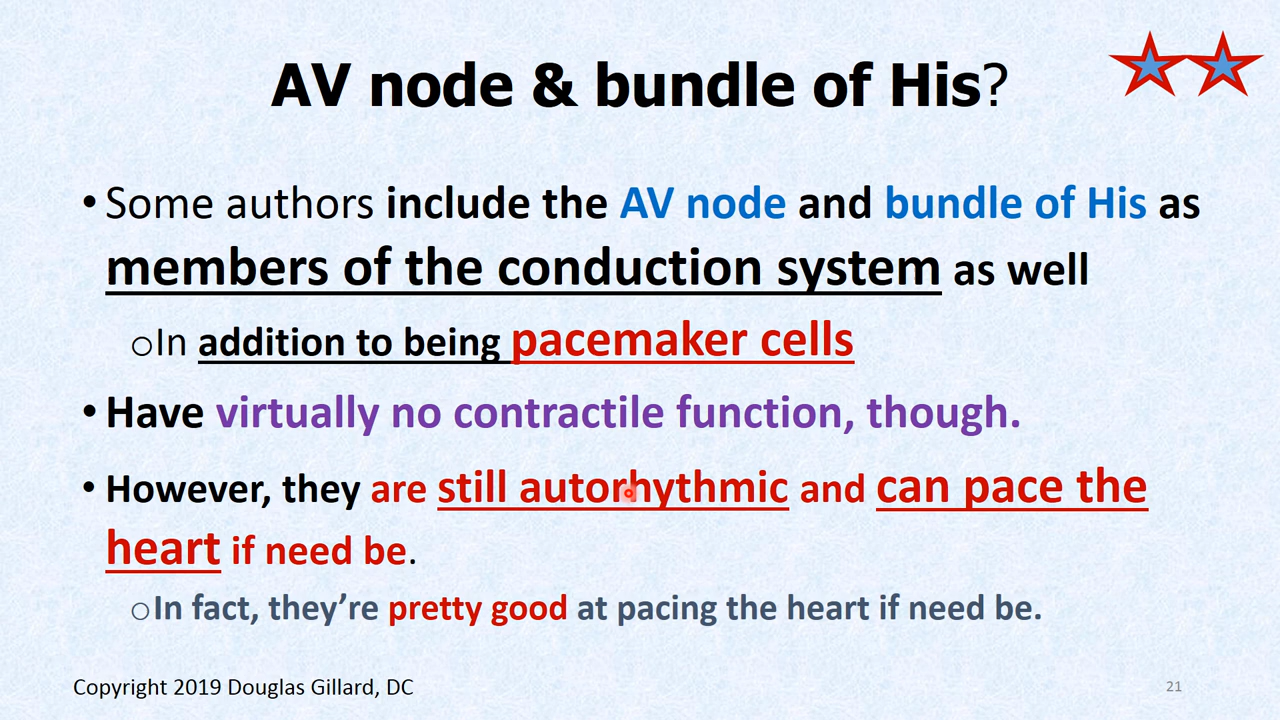 AV node & bundle of His?
• Some authors include the AV node and bundle of His as
members of the conduction system as well
○In addition to being pacemaker cells
• Have virtually no contractile function, though.
• However, they are still autorhythmic and can pace the
heart if need be.
○In fact, they’re pretty good at pacing the heart if need be.
Copyright 2019 Douglas Gillard, DC
21